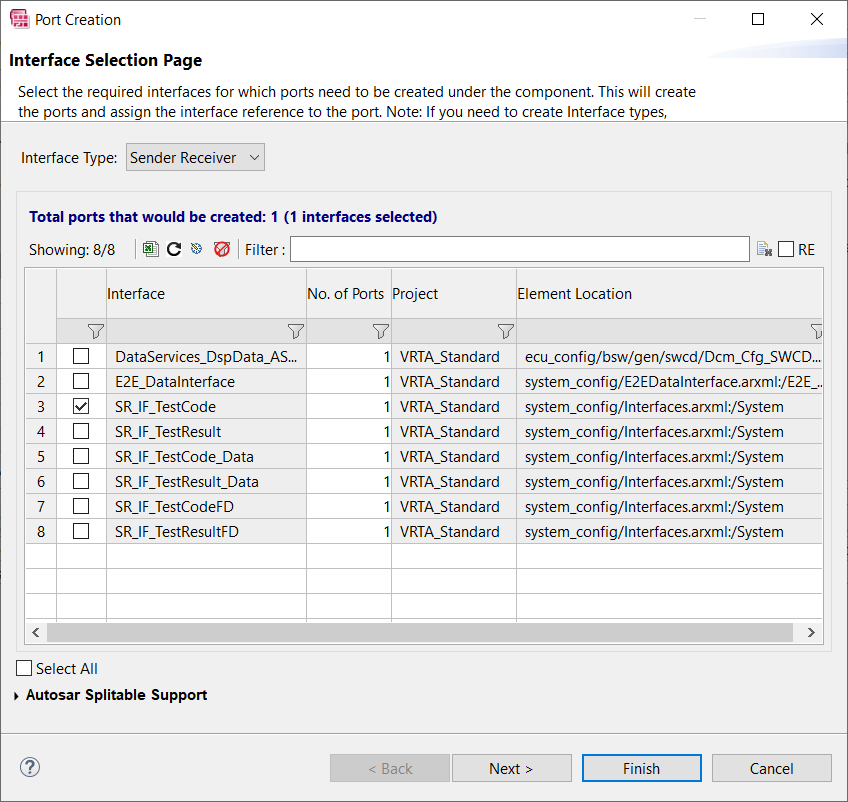 Port Creation
Interface Selection Page
Select the required interfaces for which ports need to be created under the component. This will create
the ports and assign the interface reference to the port. Note: If you need to create Interface types,
Interface Type: Sender Receiver
Total ports that would be created: 1 (1 interfaces selected)
Showing: 8/8 Filter : RE
Interface No. of Ports Project Element Location
1 DataServices_DspData_AS... 1 VRTA_Standard ecu_config/bsw/gen/swcd/Dcm_Cfg_SWCD...
2 E2E_DataInterface 1 VRTA_Standard system_config/E2EDataInterface.arxml:/E2E_...
3 SR_IF_TestCode 1 VRTA_Standard system_config/Interfaces.arxml:/System
4 SR_IF_TestResult 1 VRTA_Standard system_config/Interfaces.arxml:/System
5 SR_IF_TestCode_Data 1 VRTA_Standard system_config/Interfaces.arxml:/System
6 SR_IF_TestResult_Data 1 VRTA_Standard system_config/Interfaces.arxml:/System
7 SR_IF_TestCodeFD 1 VRTA_Standard system_config/Interfaces.arxml:/System
8 SR_IF_TestResultFD 1 VRTA_Standard system_config/Interfaces.arxml:/System
Select All
Autosar Splitable Support
? < Back Next > Finish Cancel